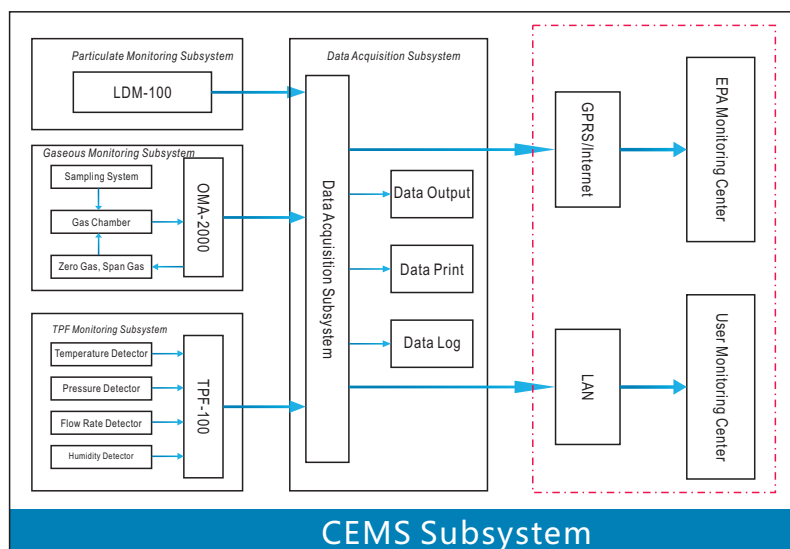 Particulate Monitoring Subsystem
LDM-100
Gaseous Monitoring Subsystem
Sampling System
Gas Chamber
Zero Gas, Span Gas
OMA-2000
TPF Monitoring Subsystem
Temperature Detector
Pressure Detector
Flow Rate Detector
Humidity Detector
TPF-100
Data Acquisition Subsystem
Data Acquisition Subsystem
Data Output
Data Print
Data Log
GPRS/Internet
EPA Monitoring Center
LAN
User Monitoring Center
CEMS Subsystem